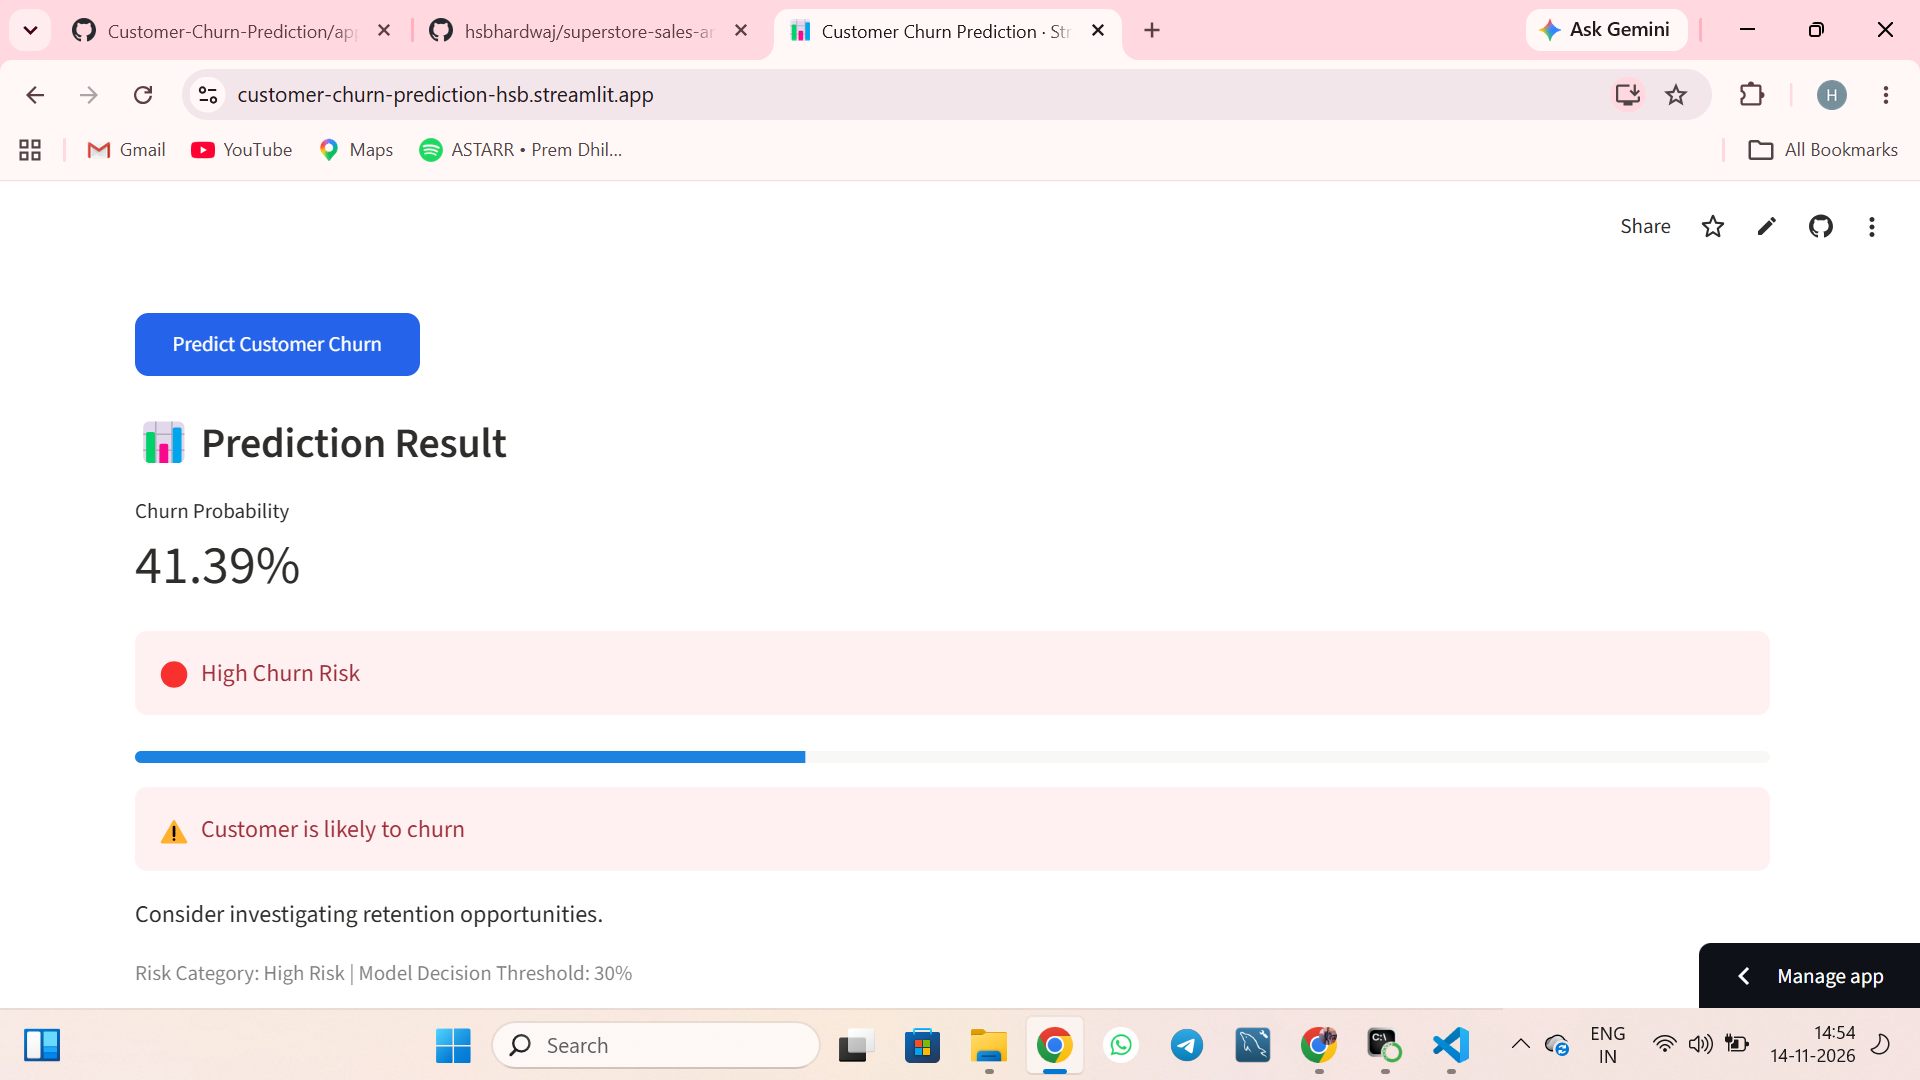 Customer-Churn-Prediction/ap
hsbhardwaj/superstore-sales-ar
Customer Churn Prediction · Str
Ask Gemini
customer-churn-prediction-hsb.streamlit.app
H
Gmail
YouTube
Maps
ASTARR • Prem Dhil...
All Bookmarks
Share
Predict Customer Churn
Prediction Result
Churn Probability
41.39%
High Churn Risk
Customer is likely to churn
Consider investigating retention opportunities.
Risk Category: High Risk | Model Decision Threshold: 30%
Manage app
Search
C:\
ENG
IN
14:54
14-11-2026